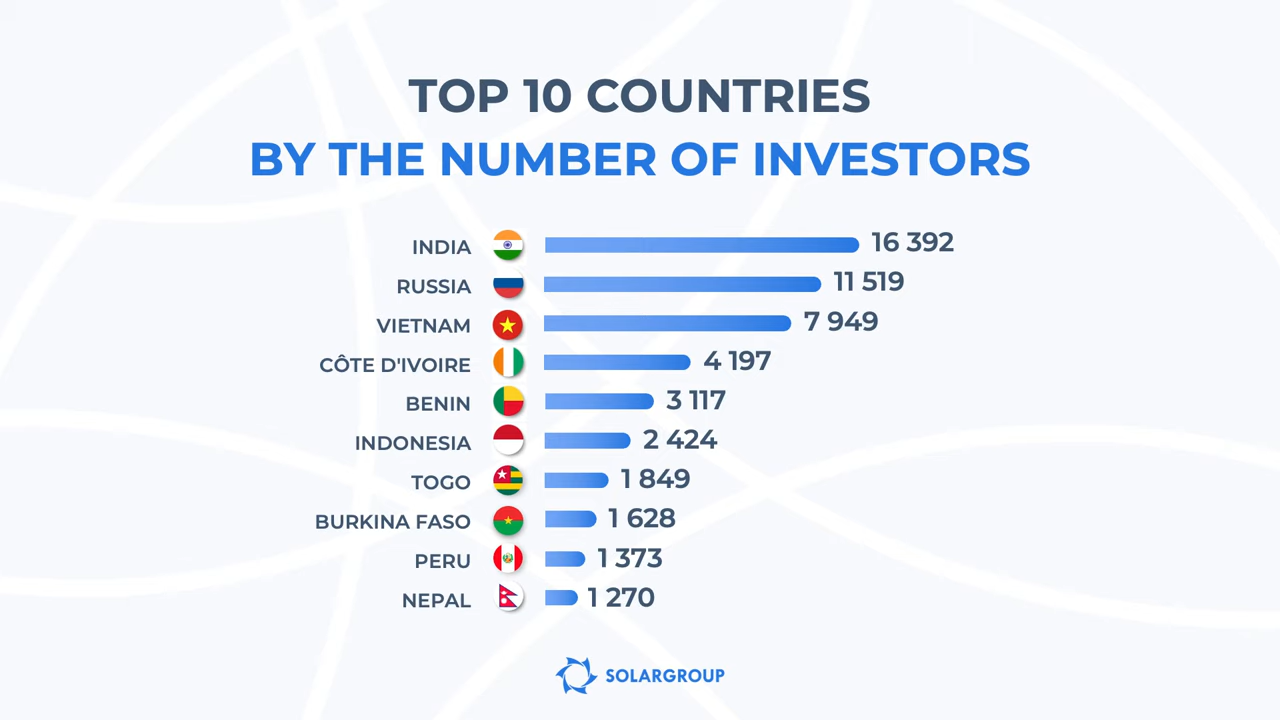 TOP 10 COUNTRIES
BY THE NUMBER OF INVESTORS
INDIA 16 392
RUSSIA 11 519
VIETNAM 7 949
CÔTE D'IVOIRE 4 197
BENIN 3 117
INDONESIA 2 424
TOGO 1 849
BURKINA FASO 1 628
PERU 1 373
NEPAL 1 270
SOLARGROUP